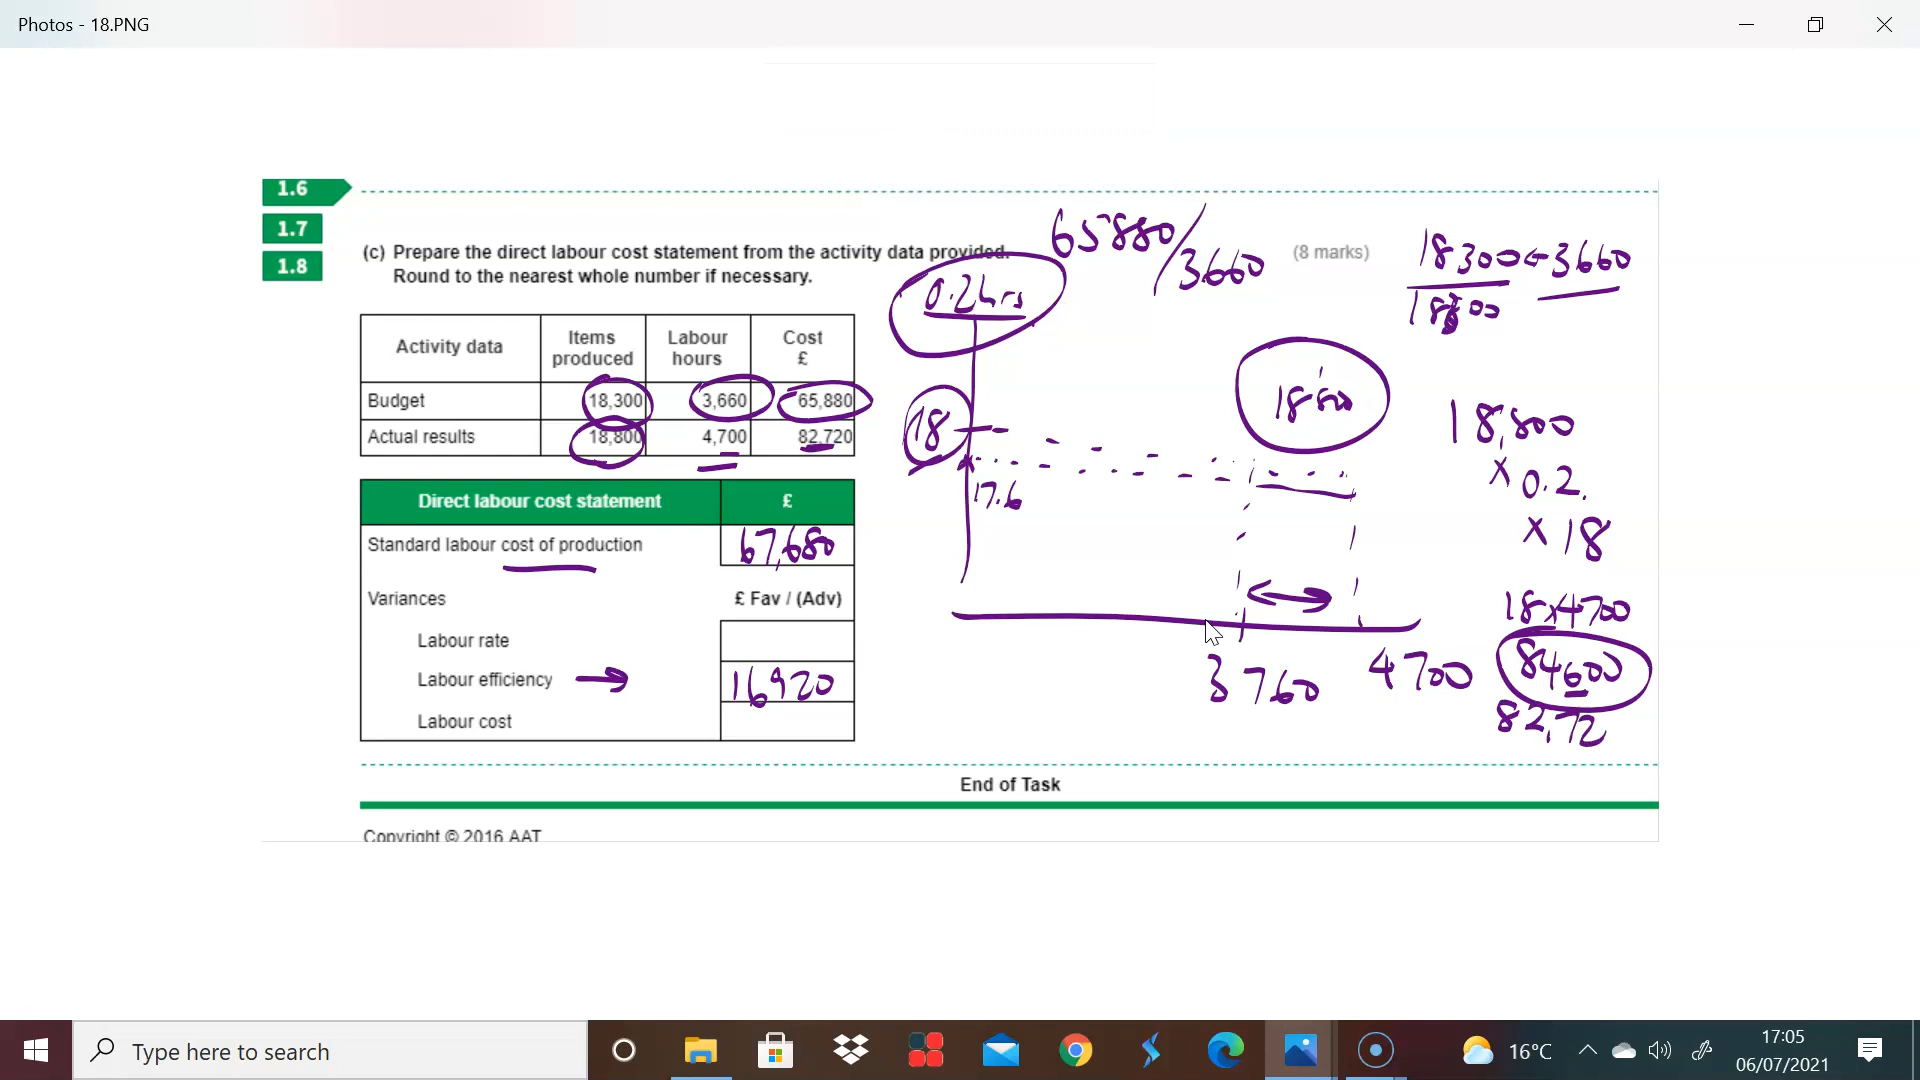 Photos - 18.PNG
1.6
1.7
1.8
(c) Prepare the direct labour cost statement from the activity data provided.
Round to the nearest whole number if necessary.
(8 marks)
65880/3660
18300 ← 3660
18800
0.2hrs
Activity data Items produced Labour hours Cost £
Budget 18,300 3,660 65,880
Actual results 18,800 4,700 82,720
18
17.6
18800
18,800
x 0.2.
x 18
Direct labour cost statement £
Standard labour cost of production 67,680
Variances £ Fav / (Adv)
Labour rate
Labour efficiency → 16920
Labour cost
3760 4700
18x4700
84600
82,72
End of Task
Copyright © 2016 AAT
Type here to search
16°C
17:05
06/07/2021